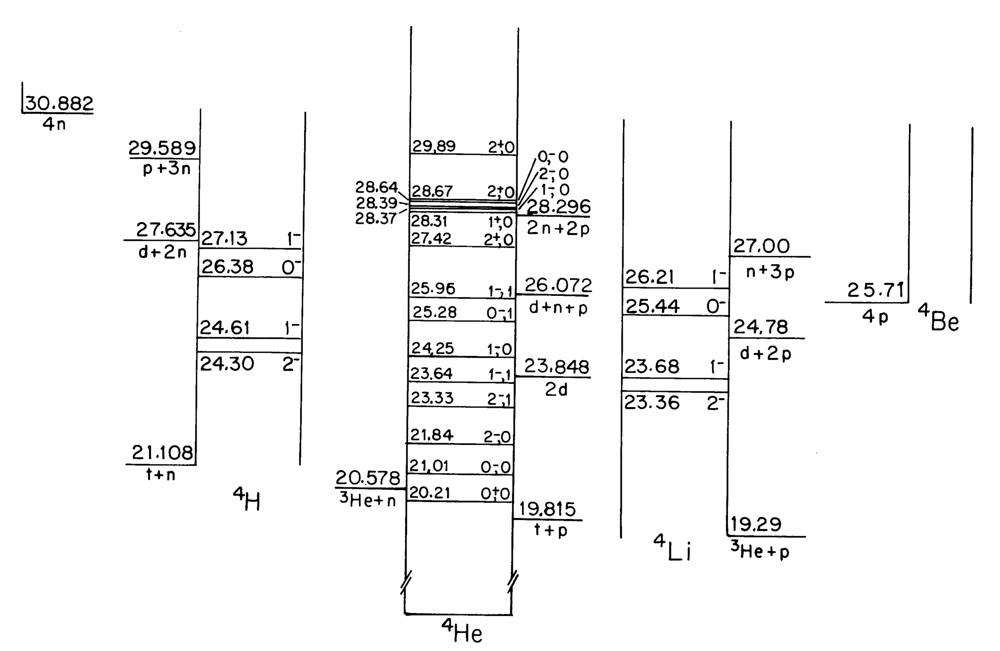 30.882
4n
29.589
p+3n
27.635
d+2n
21.108
t+n
27.13 1-
26.38 0-
24.61 1-
24.30 2-
⁴H
28.64
28.39
28.37
20.578
³He+n
29,89 2+,0
28.67 2+,0
28.31 1+,0
27,42 2+,0
25.96 1-,1
25.28 0-,1
24,25 1-,0
23.64 1-,1
23.33 2-,1
21.84 2-,0
21,01 0-,0
20.21 0+,0
⁴He
0,-0
2-,0
1-,0
28.296
2n+2p
26.072
d+n+p
23.848
2d
19.815
t+p
26.21 1-
25.44 0-
23.68 1-
23.36 2-
⁴Li
27.00
n+3p
24,78
d+2p
19.29
³He+p
25.71
4p
⁴Be